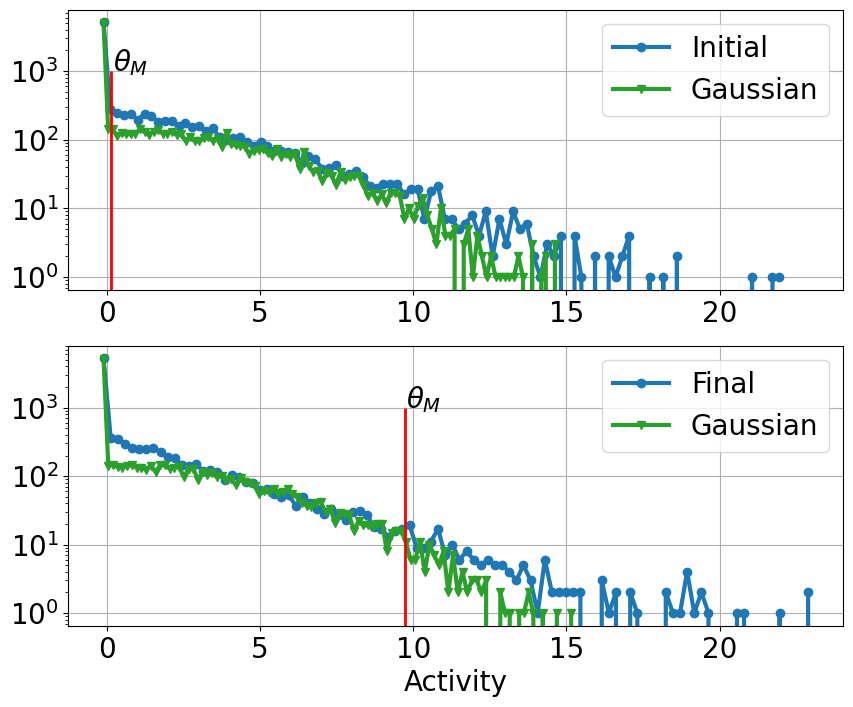 Initial
Gaussian
θ_M
10³
10²
10¹
10⁰
0 5 10 15 20
Final
Gaussian
θ_M
10³
10²
10¹
10⁰
0 5 10 15 20
Activity